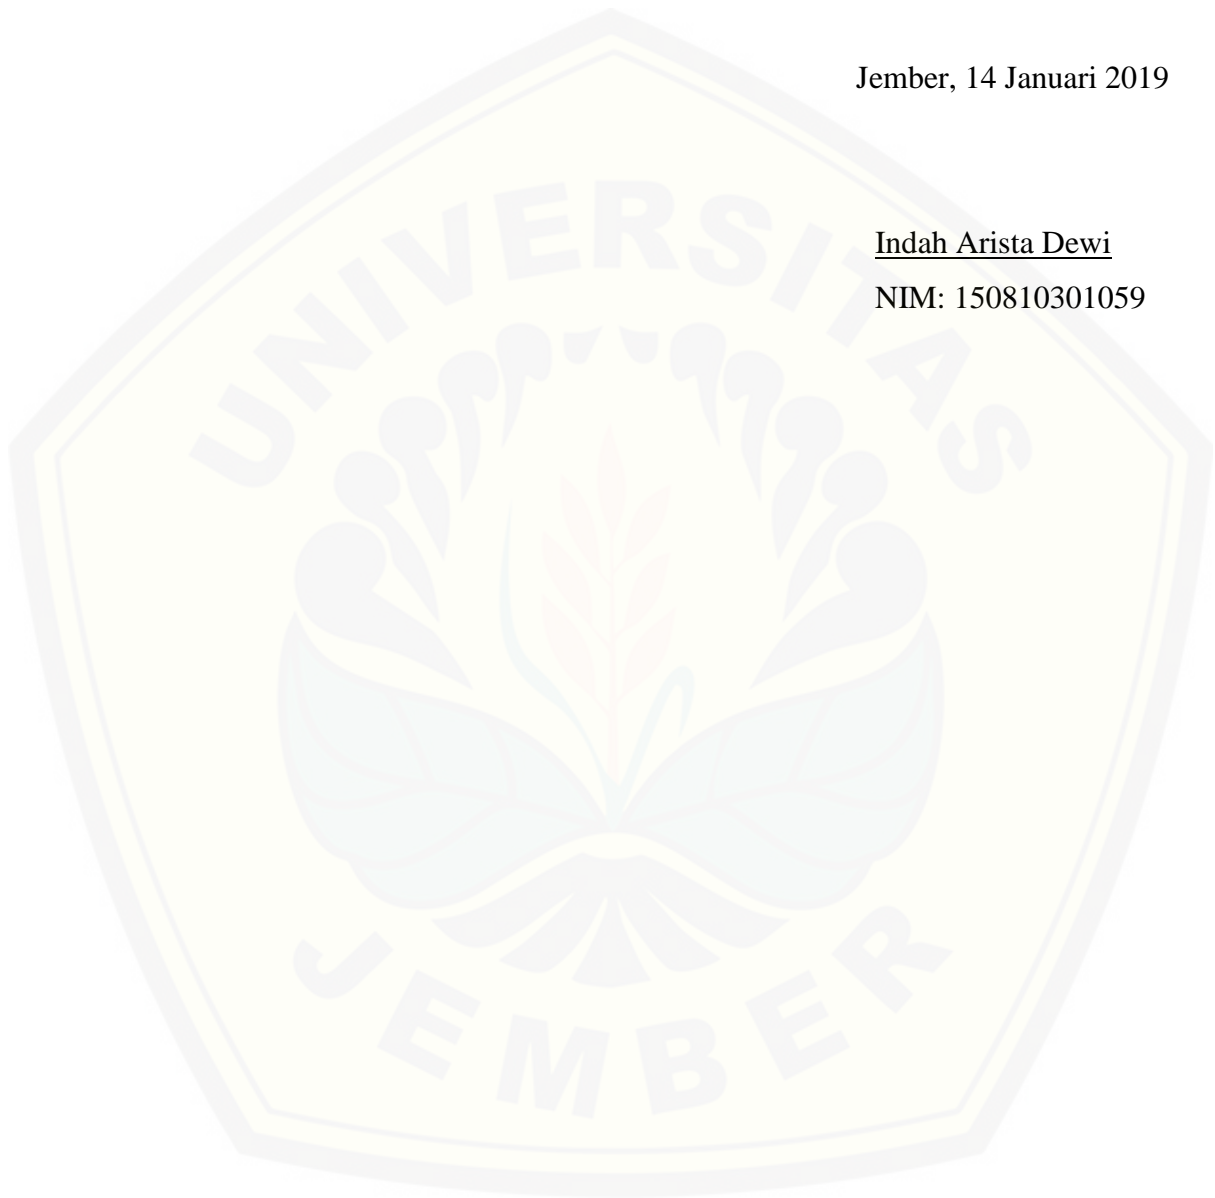 Jember, 14 Januari 2019
Indah Arista Dewi
NIM: 150810301059
UNIVERSITAS
JEMBER